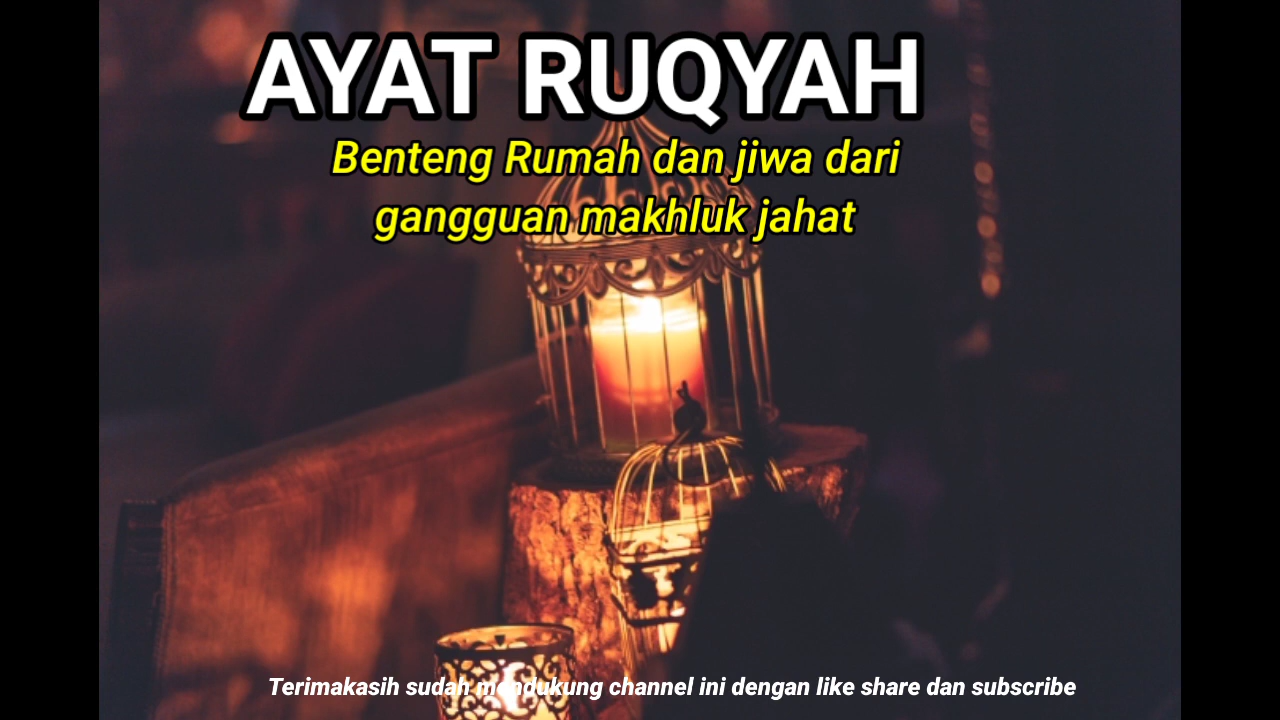 AYAT RUQYAH
Benteng Rumah dan jiwa dari
gangguan makhluk jahat
Terimakasih sudah mendukung channel ini dengan like share dan subscribe